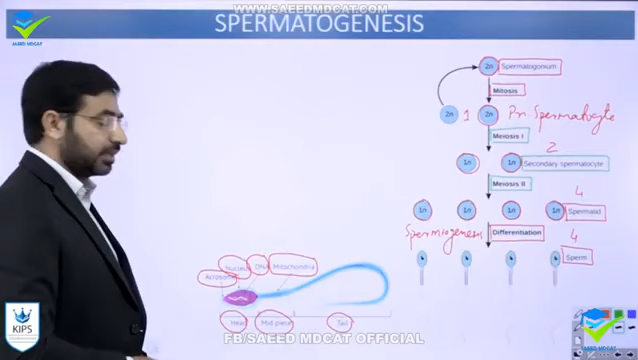 WWW.SAEEDMDCAT.COM
SPERMATOGENESIS
SAEED MDCAT
2n Spermatogonium
Mitosis
2n 1 2n Pri-Spermatocyte
Meiosis I
2
1n 1n Secondary spermatocyte
Meiosis II
4
1n 1n 1n 1n Spermatid
Spermiogenesis Differentiation 4
Sperm
Acrosome Nucleus DNA Mitochondria
Head Mid piece Tail
KIPS
FB/SAEED MDCAT OFFICIAL